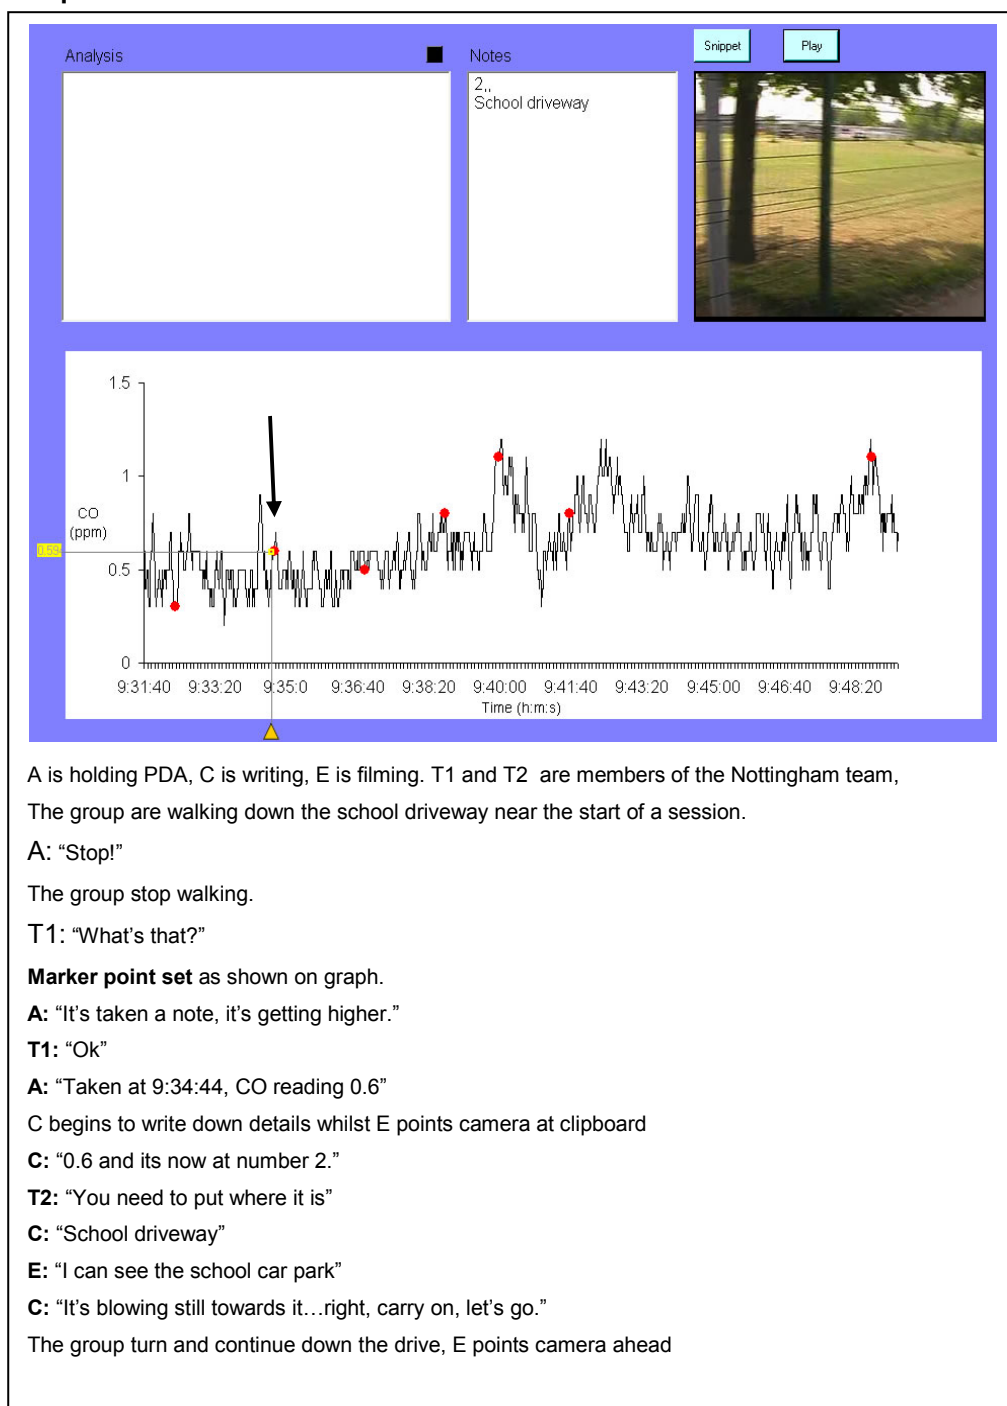 Analysis
Notes
Snippet
Play
2,,
School driveway
1.5
1
CO
(ppm)
0.59
0.5
0
9:31:40 9:33:20 9:35:0 9:36:40 9:38:20 9:40:00 9:41:40 9:43:20 9:45:00 9:46:40 9:48:20
Time (h:m:s)
A is holding PDA, C is writing, E is filming. T1 and T2 are members of the Nottingham team,
The group are walking down the school driveway near the start of a session.
A: “Stop!”
The group stop walking.
T1: “What’s that?”
Marker point set as shown on graph.
A: “It’s taken a note, it’s getting higher.”
T1: “Ok”
A: “Taken at 9:34:44, CO reading 0.6”
C begins to write down details whilst E points camera at clipboard
C: “0.6 and its now at number 2.”
T2: “You need to put where it is”
C: “School driveway”
E: “I can see the school car park”
C: “It’s blowing still towards it…right, carry on, let’s go.”
The group turn and continue down the drive, E points camera ahead